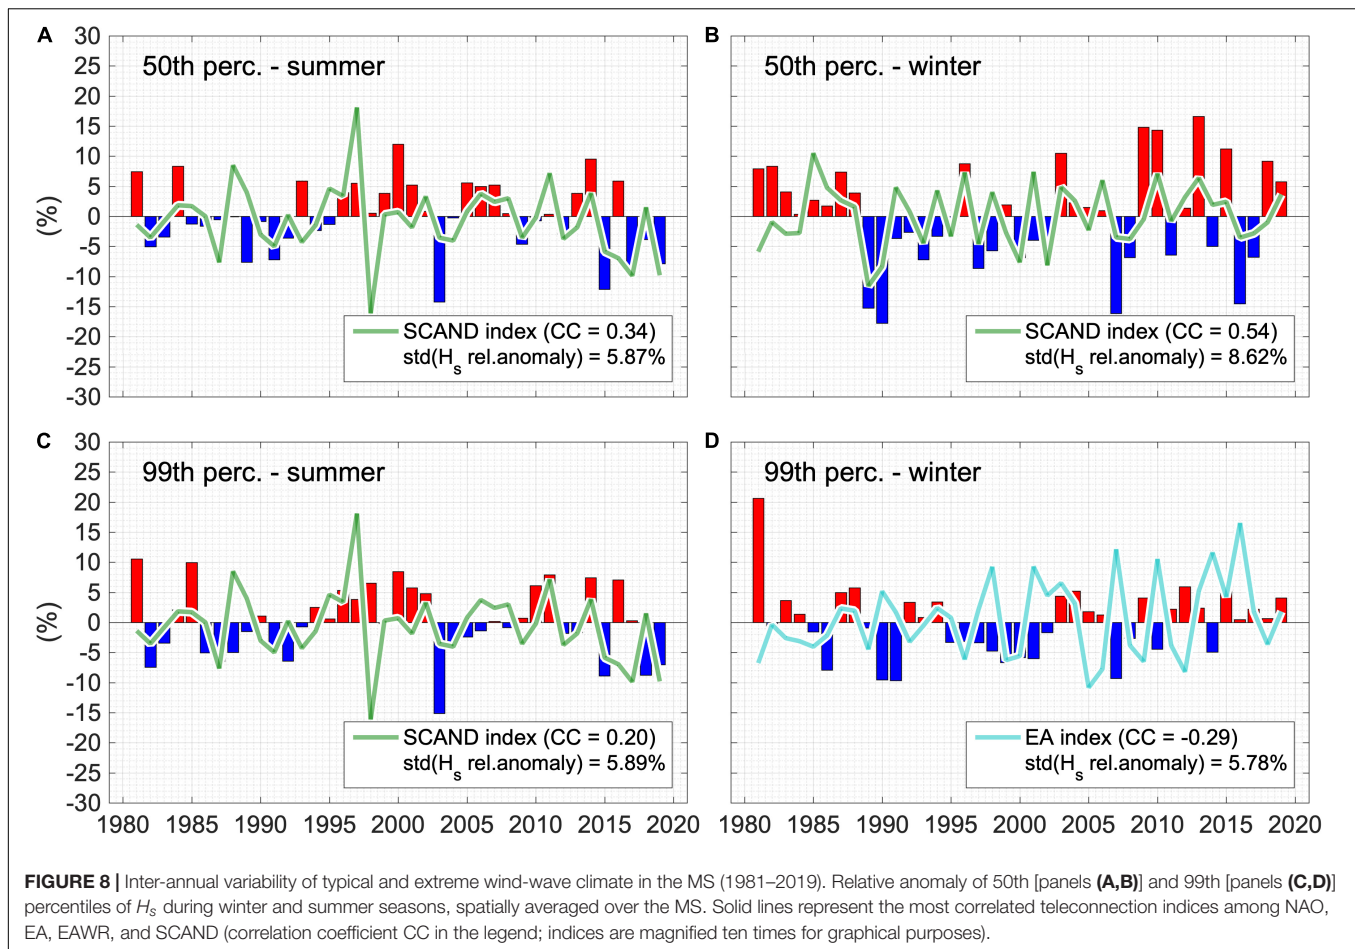 A
30
25
20
15
10
5
0
-5
-10
-15
-20
-25
-30
(%)
50th perc. - summer
SCAND index (CC = 0.34)
std(Hs rel.anomaly) = 5.87%
B
50th perc. - winter
SCAND index (CC = 0.54)
std(Hs rel.anomaly) = 8.62%
C
30
25
20
15
10
5
0
-5
-10
-15
-20
-25
-30
(%)
99th perc. - summer
SCAND index (CC = 0.20)
std(Hs rel.anomaly) = 5.89%
1980 1985 1990 1995 2000 2005 2010 2015 2020
D
99th perc. - winter
EA index (CC = -0.29)
std(Hs rel.anomaly) = 5.78%
1980 1985 1990 1995 2000 2005 2010 2015 2020
FIGURE 8 | Inter-annual variability of typical and extreme wind-wave climate in the MS (1981–2019). Relative anomaly of 50th [panels (A,B)] and 99th [panels (C,D)]
percentiles of Hs during winter and summer seasons, spatially averaged over the MS. Solid lines represent the most correlated teleconnection indices among NAO,
EA, EAWR, and SCAND (correlation coefficient CC in the legend; indices are magnified ten times for graphical purposes).